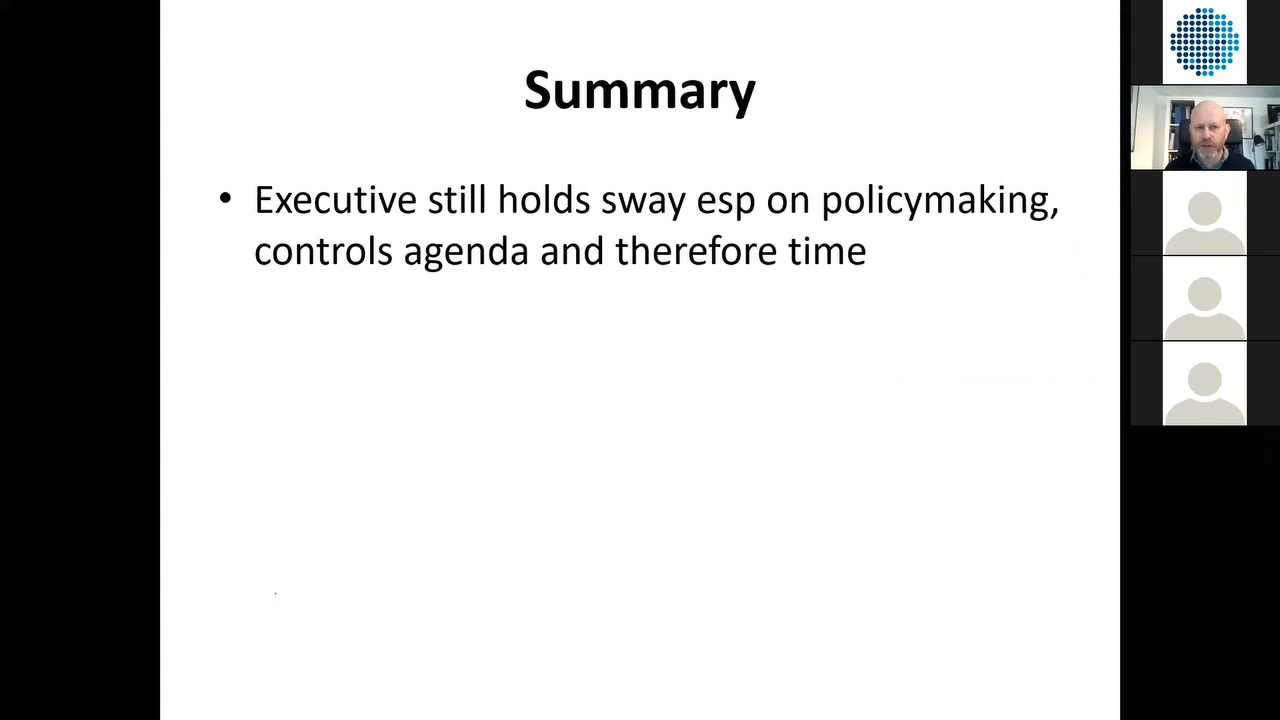 Summary
• Executive still holds sway esp on policymaking,
controls agenda and therefore time